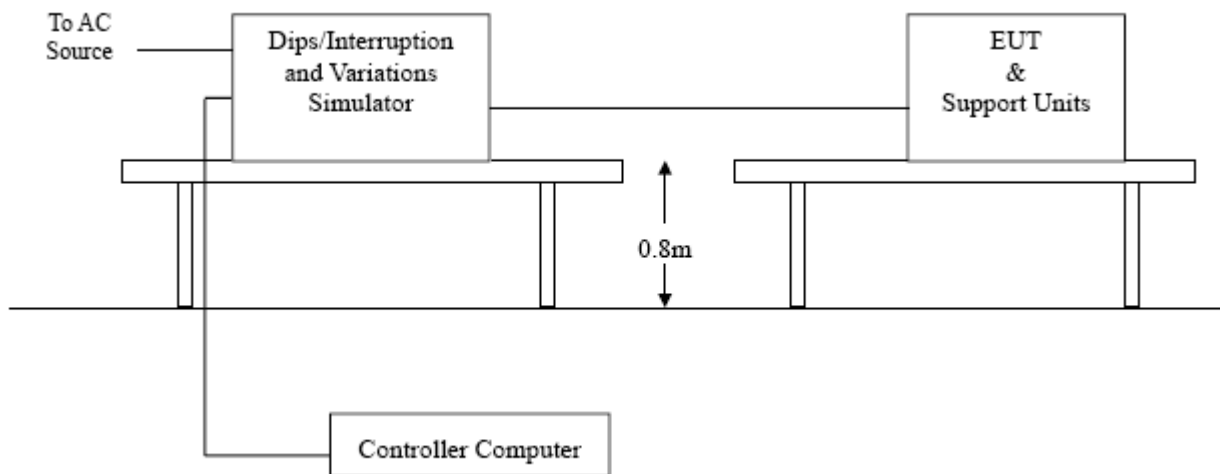 To AC
Source
Dips/Interruption
and Variations
Simulator
EUT
&
Support Units
0.8m
Controller Computer